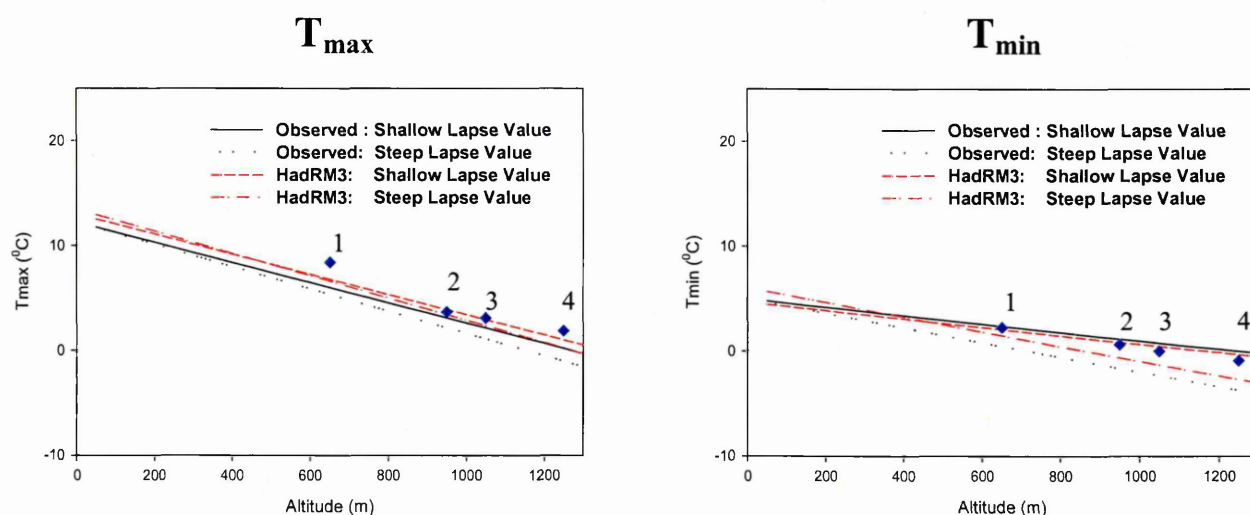 Tmax
Tmin
Observed : Shallow Lapse Value
Observed: Steep Lapse Value
HadRM3: Shallow Lapse Value
HadRM3: Steep Lapse Value
20
10
0
-10
Tmax (⁰C)
1
2
3
4
0
200
400
600
800
1000
1200
Altitude (m)
Observed : Shallow Lapse Value
Observed: Steep Lapse Value
HadRM3: Shallow Lapse Value
HadRM3: Steep Lapse Value
20
10
0
-10
Tmin (⁰C)
1
2
3
4
0
200
400
600
800
1000
1200
Altitude (m)